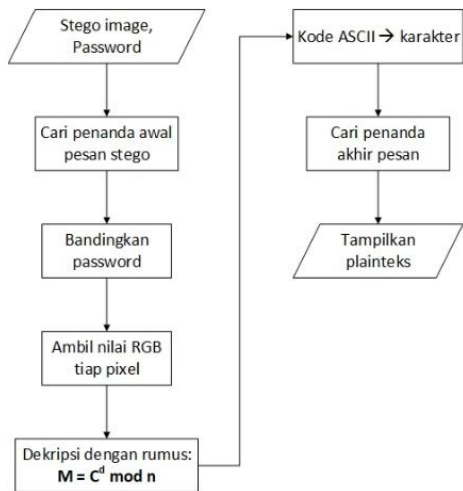 Stego image,
Password
Cari penanda awal
pesan stego
Bandingkan
password
Ambil nilai RGB
tiap pixel
Dekripsi dengan rumus:
M = C^d mod n
Kode ASCII → karakter
Cari penanda
akhir pesan
Tampilkan
plainteks